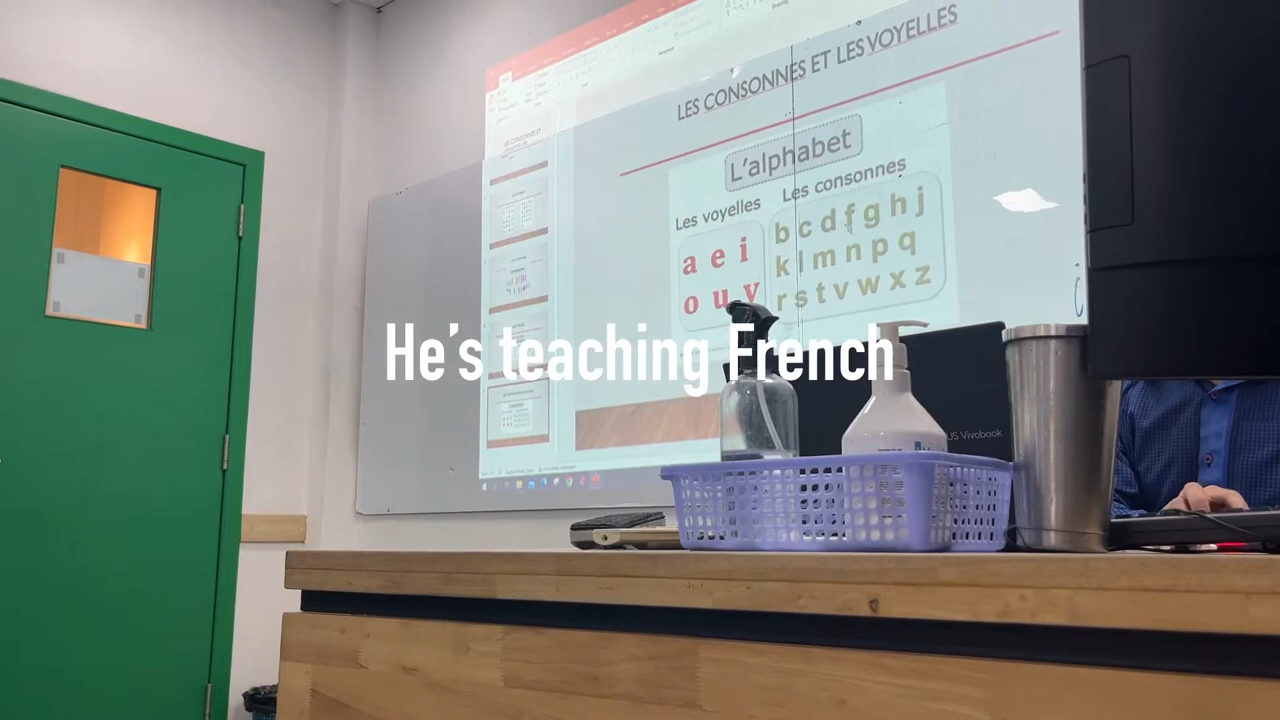 LES CONSONNES ET LES VOYELLES
L'alphabet
Les voyelles
Les consonnes
a e i
o u y
b c d f g h j
k l m n p q
r s t v w x z
He's teaching French
US Vivobook